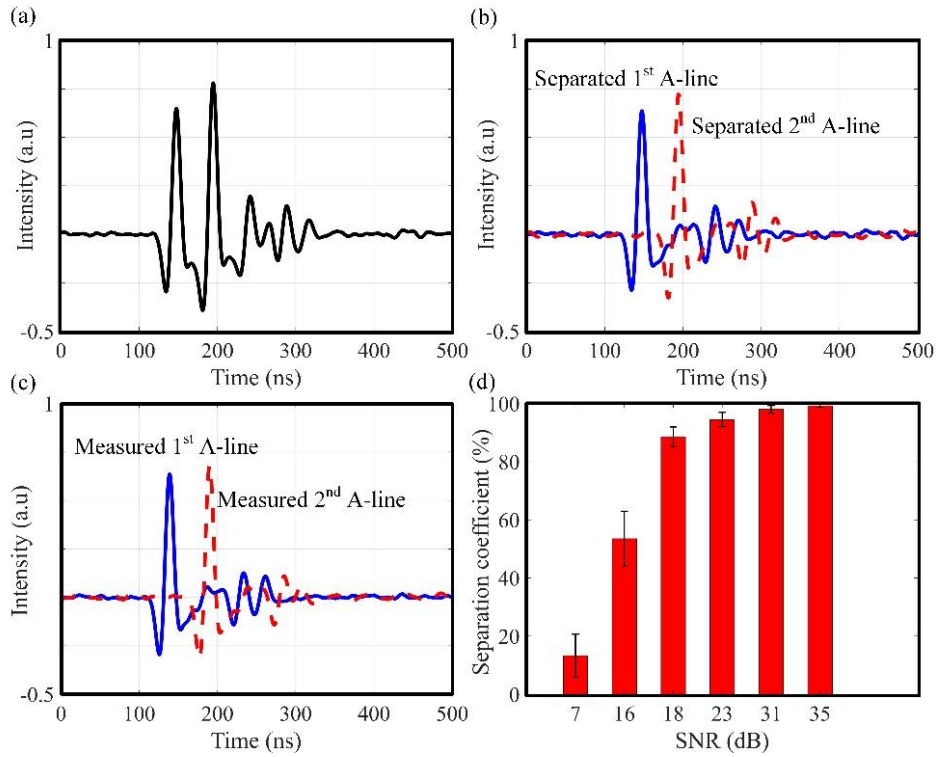 (a)
1
Intensity (a.u)
-0.5
0 100 200 300 400 500
Time (ns)
(b)
1
Separated 1st A-line
Separated 2nd A-line
Intensity (a.u)
-0.5
0 100 200 300 400 500
Time (ns)
(c)
1
Measured 1st A-line
Measured 2nd A-line
Intensity (a.u)
-0.5
0 100 200 300 400 500
Time (ns)
(d)
100
80
60
40
20
0
Separation coefficient (%)
7 16 18 23 31 35
SNR (dB)